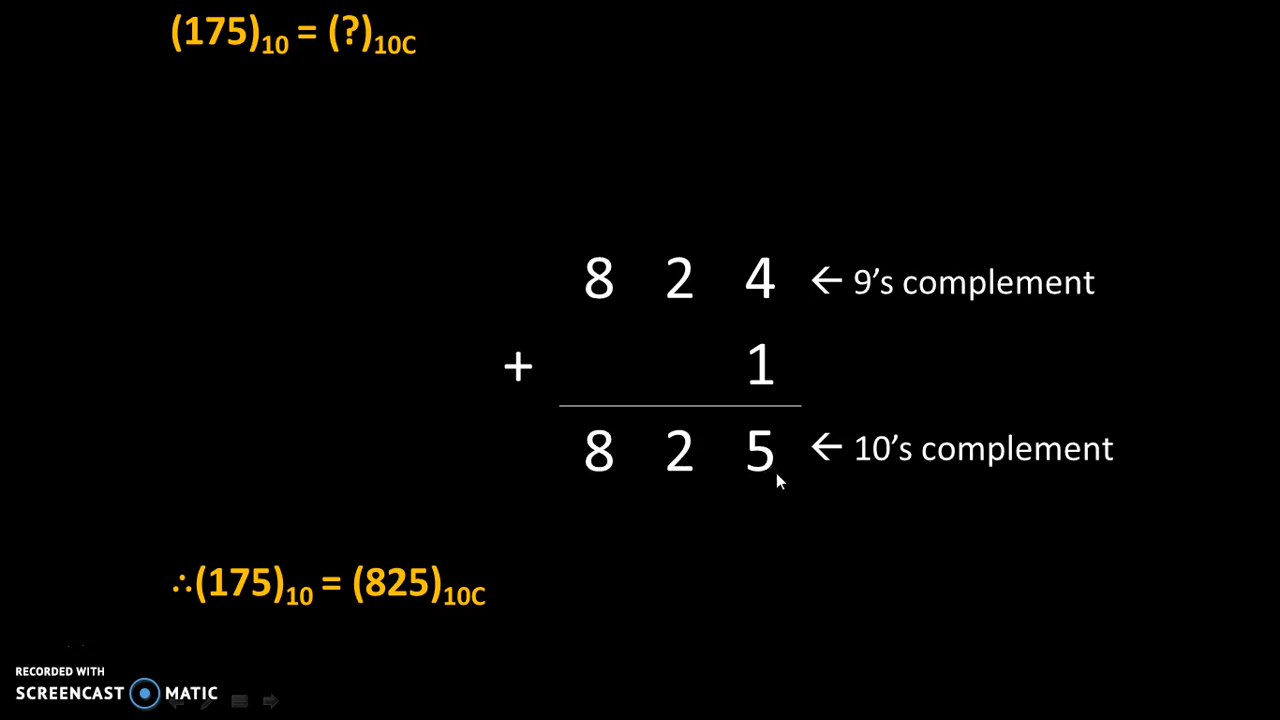 (175)10 = (?)10C
8 2 4 ← 9’s complement
+ 1
8 2 5 ← 10’s complement
∴(175)10 = (825)10C
RECORDED WITH
SCREENCAST MATIC